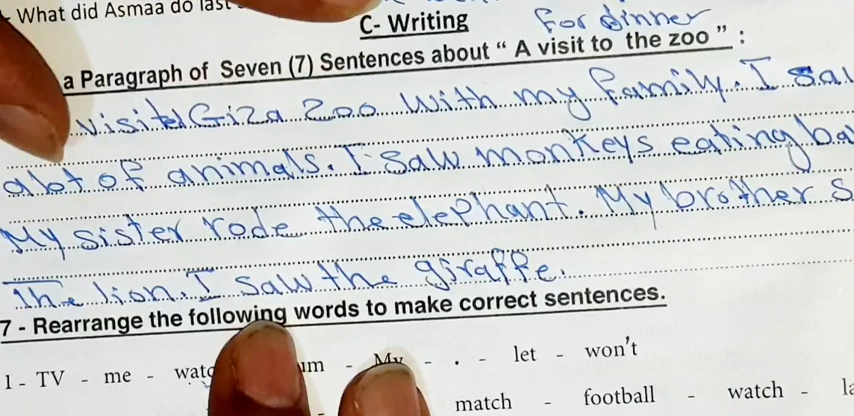 What did Asmaa do last
For dinner
C- Writing
a Paragraph of Seven (7) Sentences about “ A visit to the zoo ” :
visited Giza Zoo with my family. I
alot of animals. I saw monkeys eating
My sister rode the elephant. My brother
The lion. I saw the giraffe.
7 - Rearrange the following words to make correct sentences.
1 - TV - me - - My - . - let - won't
match - football - watch -